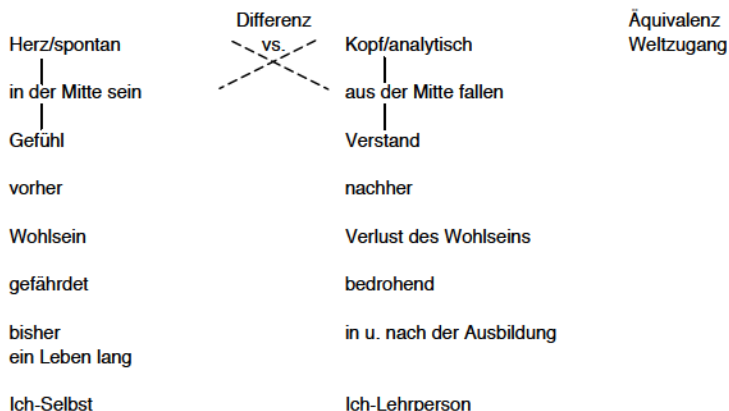 Differenz Äquivalenz
Herz/spontan vs. Kopf/analytisch Weltzugang
in der Mitte sein aus der Mitte fallen
Gefühl Verstand
vorher nachher
Wohlsein Verlust des Wohlseins
gefährdet bedrohend
bisher in u. nach der Ausbildung
ein Leben lang
Ich-Selbst Ich-Lehrperson